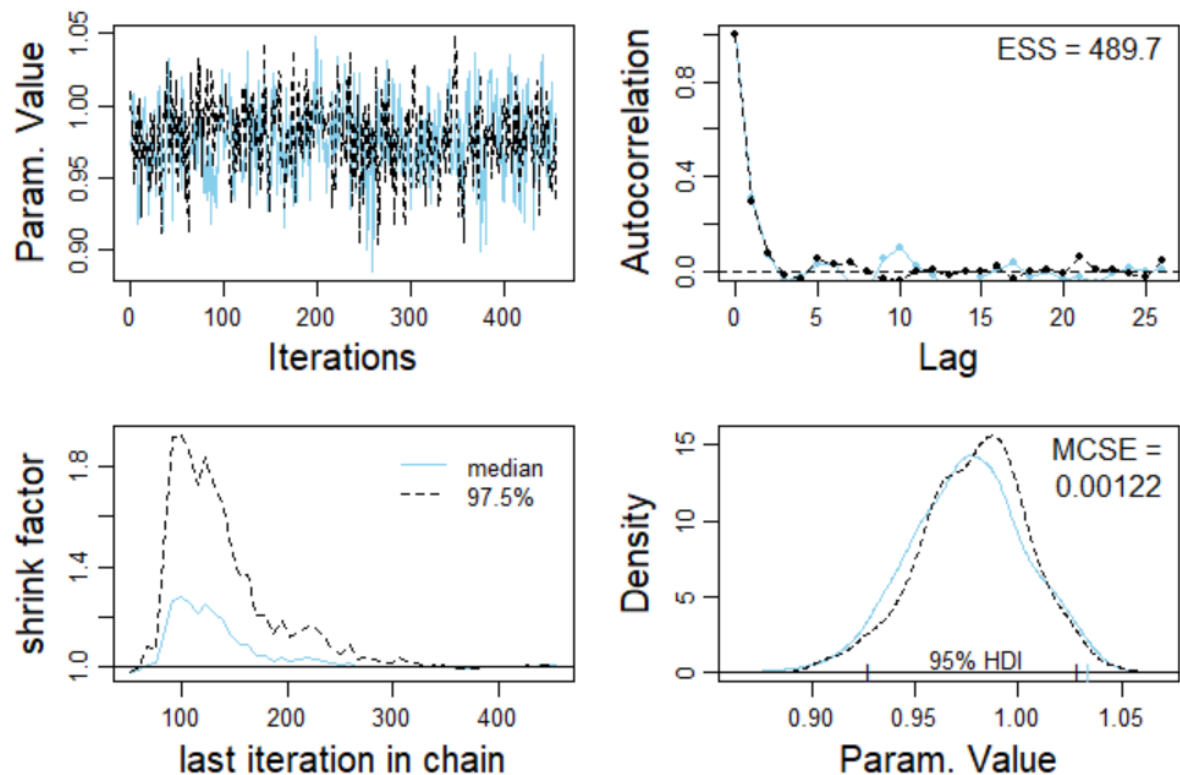 Param. Value
1.05
1.00
0.95
0.90
0 100 200 300 400
Iterations
Autocorrelation
0.8
0.4
0.0
ESS = 489.7
0 5 10 15 20 25
Lag
shrink factor
1.8
1.4
1.0
median
97.5%
100 200 300 400
last iteration in chain
Density
15
10
5
0
MCSE =
0.00122
95% HDI
0.90 0.95 1.00 1.05
Param. Value